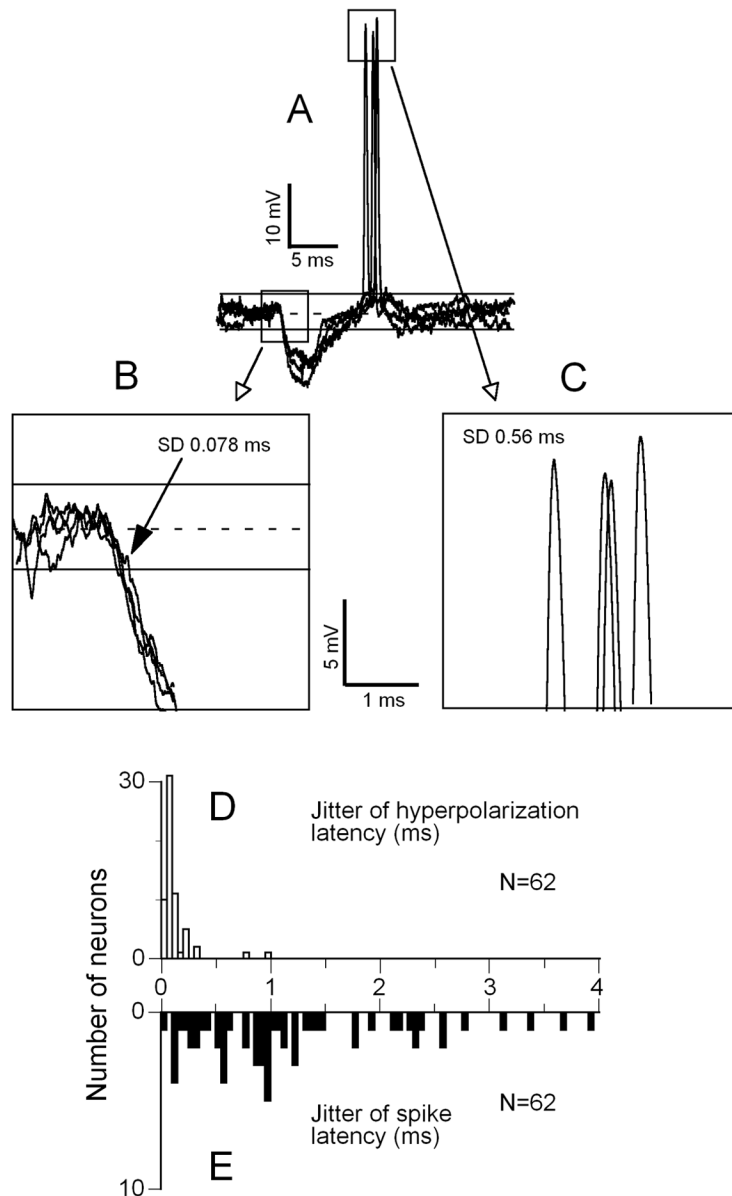 A
10 mV
5 ms
B
C
SD 0.078 ms
SD 0.56 ms
5 mV
1 ms
30
D
Jitter of hyperpolarization
latency (ms)
N=62
Number of neurons
0
0 1 2 3 4
0
Jitter of spike
latency (ms)
N=62
E
10